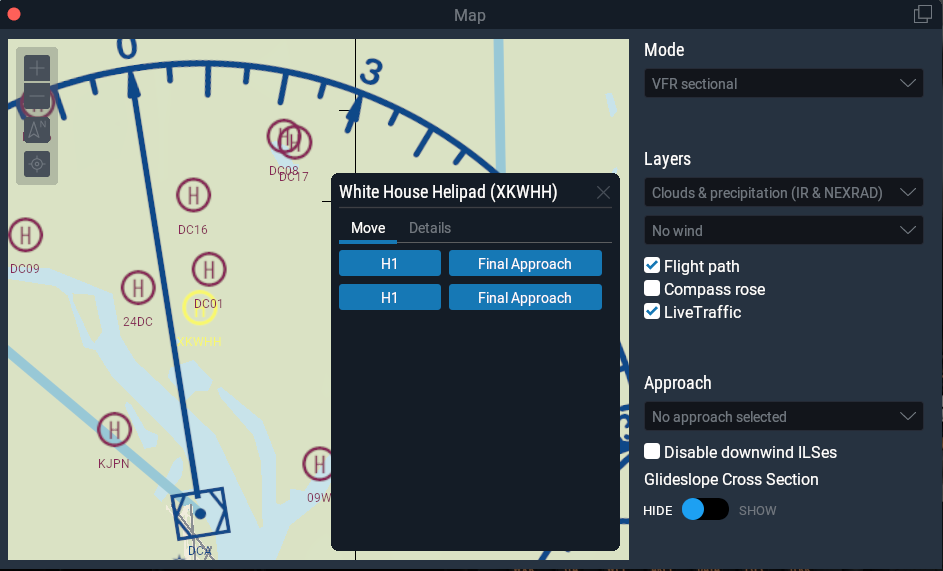 Map
0
3
N
DC08
DC17
DC16
DC09
DC01
24DC
XKWHH
KJPN
09W
DCA
White House Helipad (XKWHH)
Move Details
H1 Final Approach
H1 Final Approach
Mode
VFR sectional
Layers
Clouds & precipitation (IR & NEXRAD)
No wind
Flight path
Compass rose
LiveTraffic
Approach
No approach selected
Disable downwind ILSes
Glideslope Cross Section
HIDE SHOW